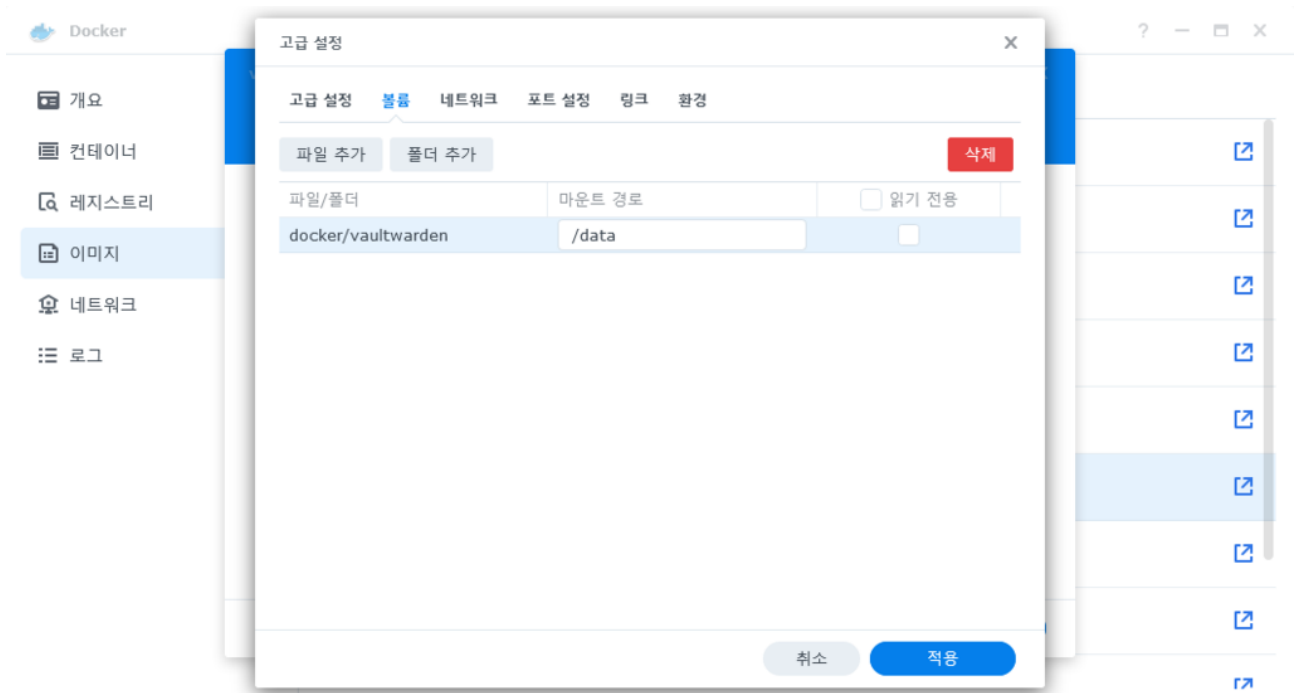 Docker
?
개요
컨테이너
레지스트리
이미지
네트워크
로그
고급 설정
고급 설정 볼륨 네트워크 포트 설정 링크 환경
파일 추가 폴더 추가 삭제
파일/폴더 마운트 경로 읽기 전용
docker/vaultwarden /data
취소 적용